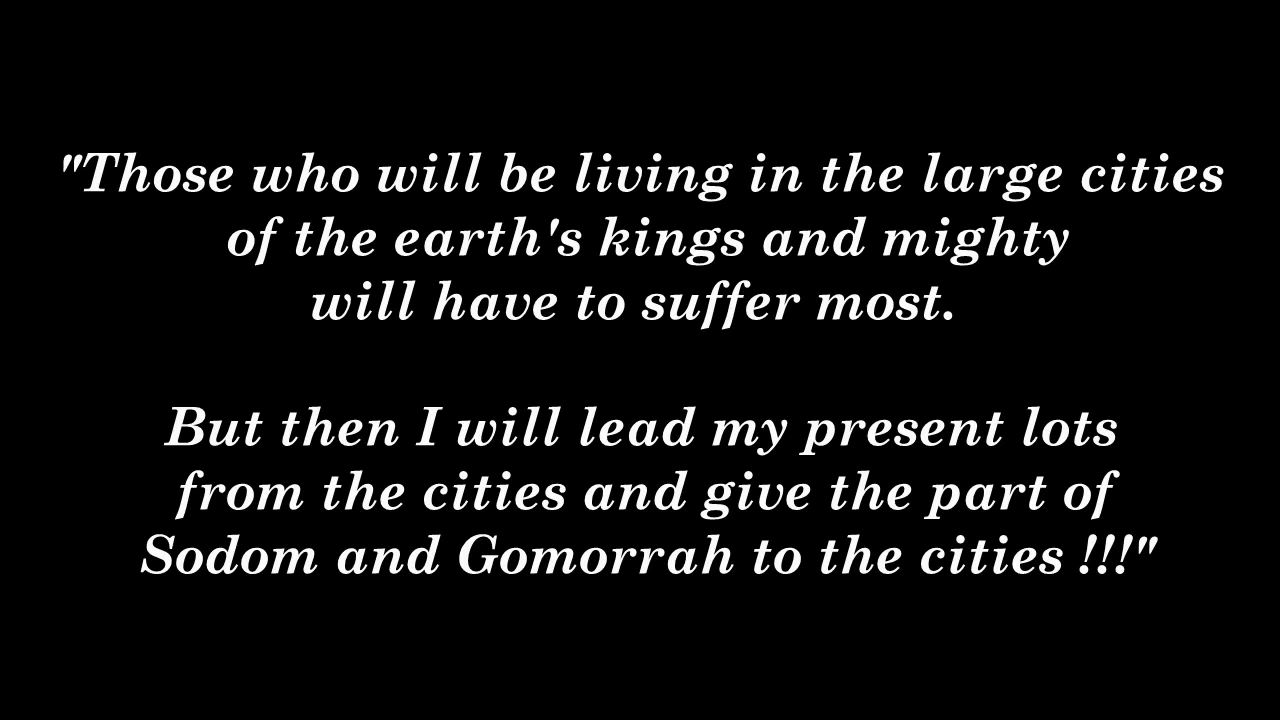 "Those who will be living in the large cities
of the earth's kings and mighty
will have to suffer most.
But then I will lead my present lots
from the cities and give the part of
Sodom and Gomorrah to the cities !!!"